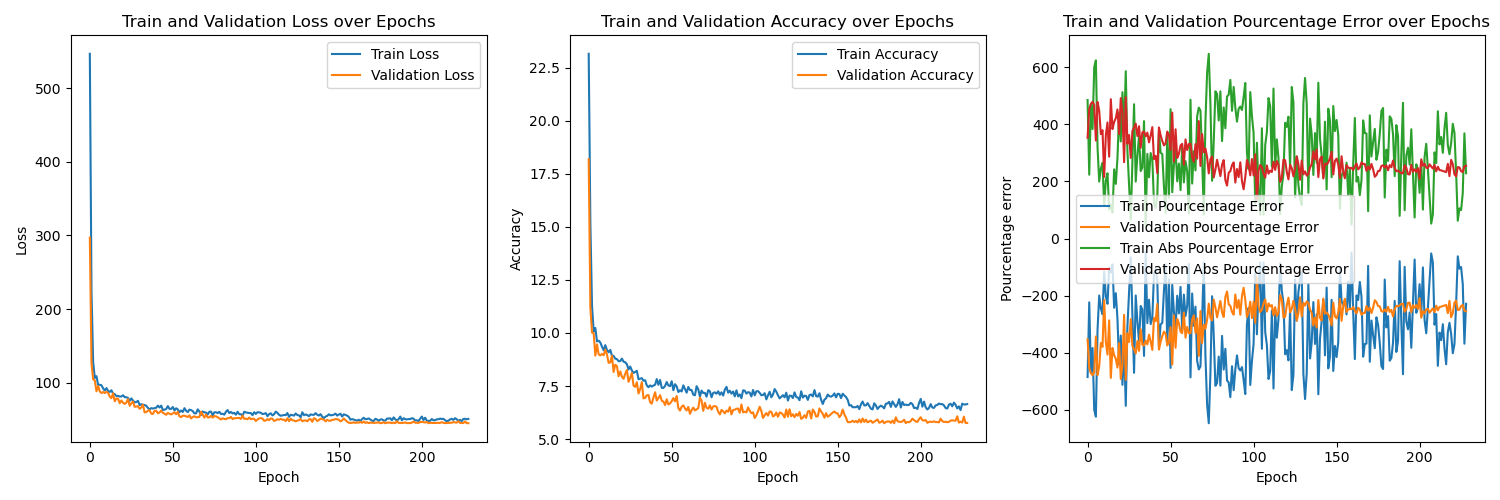 Train and Validation Loss over Epochs
Loss
500
400
300
200
100
0
50
100
150
200
Epoch
Train Loss
Validation Loss
Train and Validation Accuracy over Epochs
Accuracy
22.5
20.0
17.5
15.0
12.5
10.0
7.5
5.0
0
50
100
150
200
Epoch
Train Accuracy
Validation Accuracy
Train and Validation Pourcentage Error over Epochs
Pourcentage error
600
400
200
0
−200
−400
−600
0
50
100
150
200
Epoch
Train Pourcentage Error
Validation Pourcentage Error
Train Abs Pourcentage Error
Validation Abs Pourcentage Error